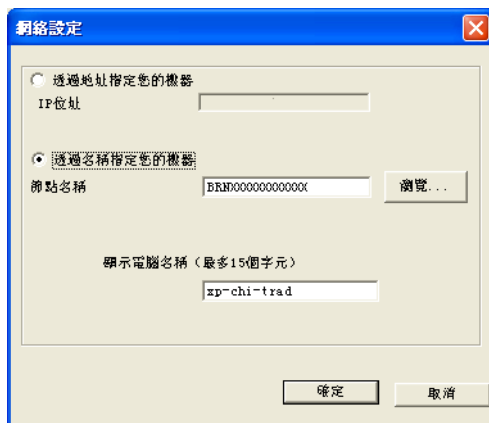 網絡設定
透過地址指定您的機器
IP位址
透過名稱指定您的機器
節點名稱
BRNXXXXXXXXXXXX
瀏覽...
顯示電腦名稱（最多15個字元）
xp-chi-trad
確定
取消